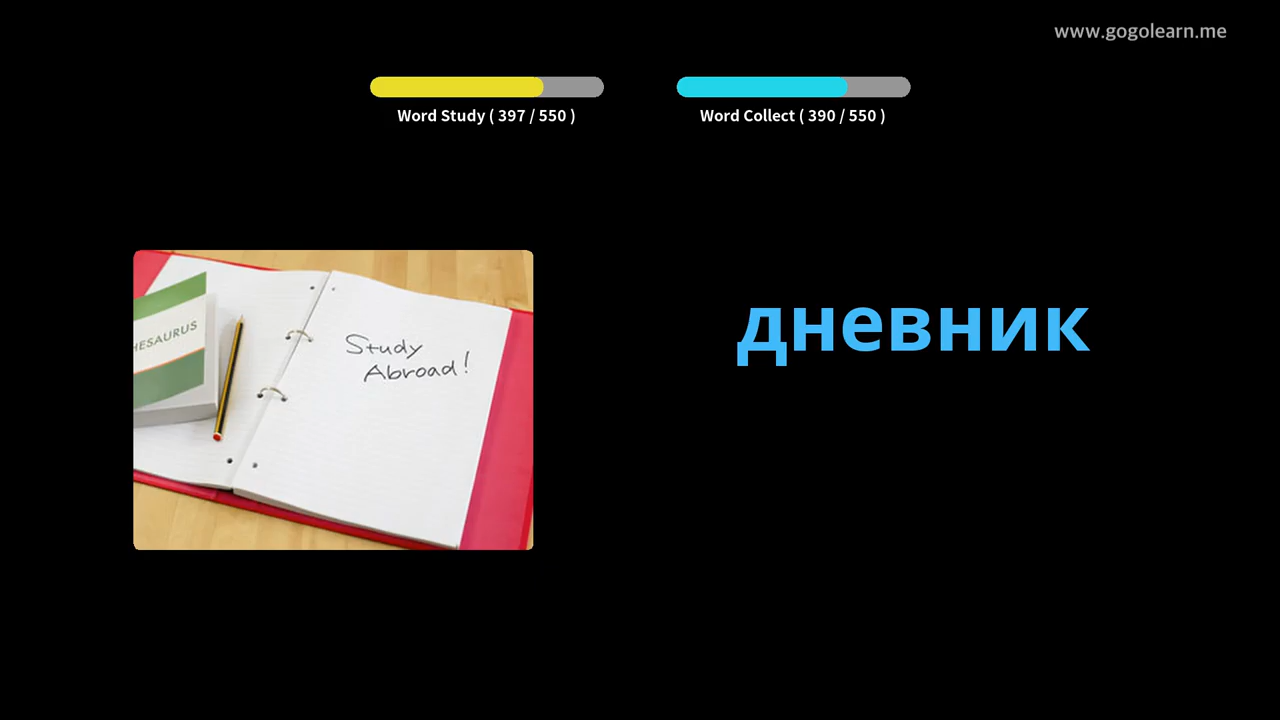 www.gogolearn.me
Word Study ( 397 / 550 )
Word Collect ( 390 / 550 )
дневник
HESAURUS
Study
Abroad!